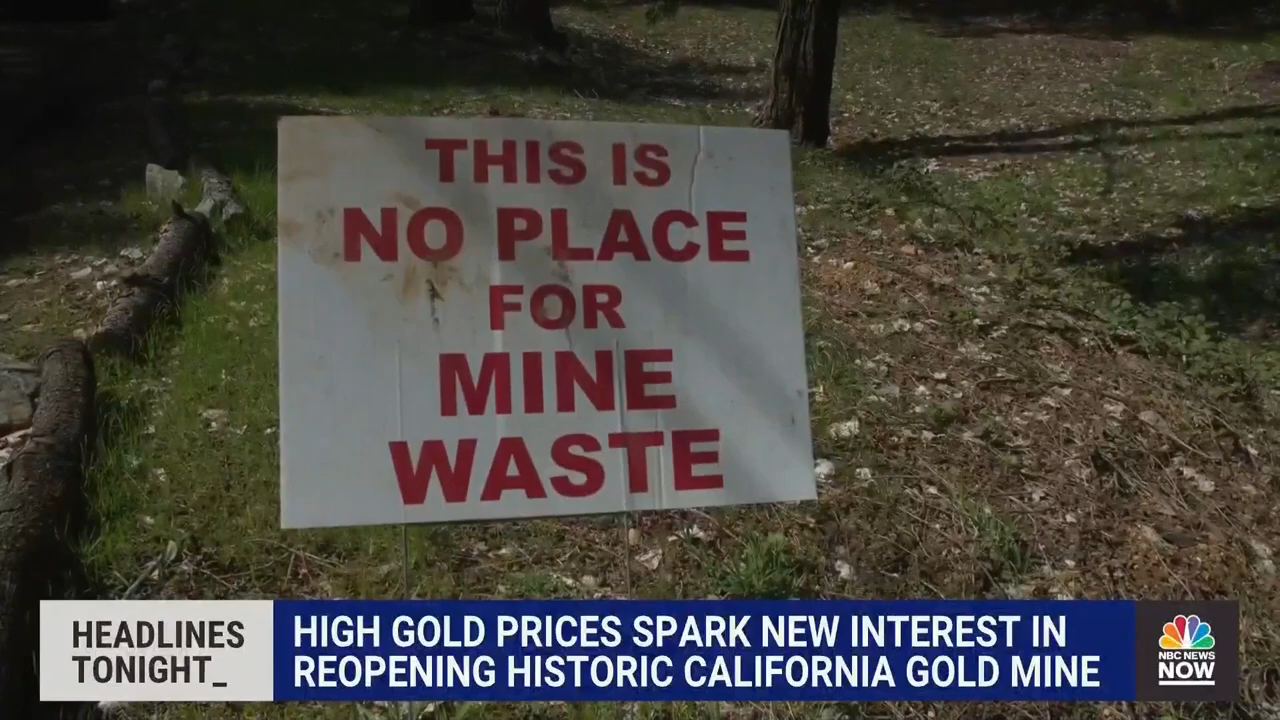 THIS IS
NO PLACE
FOR
MINE
WASTE
HEADLINES
TONIGHT_
HIGH GOLD PRICES SPARK NEW INTEREST IN
REOPENING HISTORIC CALIFORNIA GOLD MINE
NBC NEWS
NOW